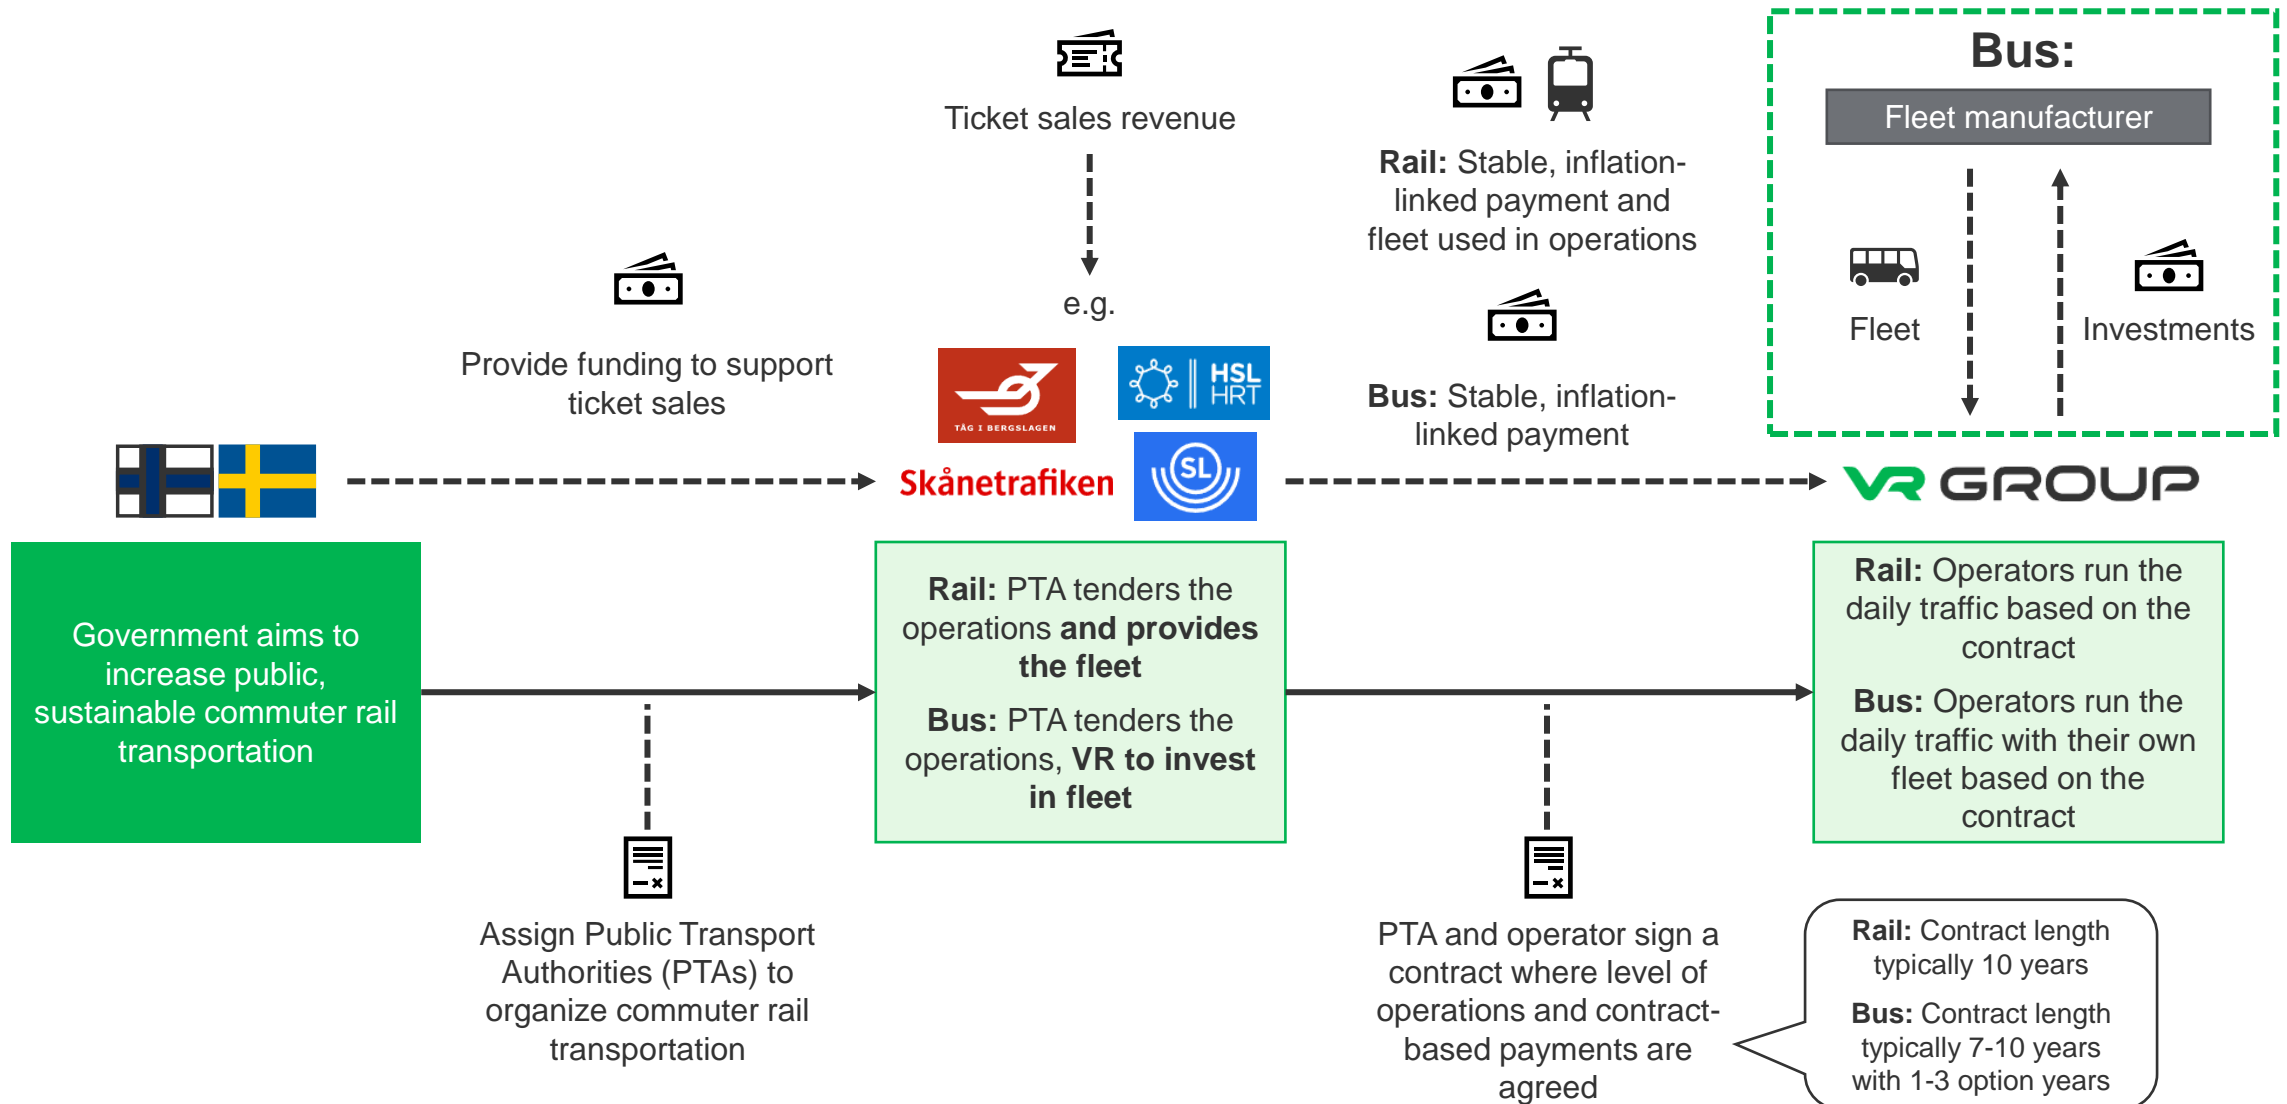 Ticket sales revenue
e.g.
Provide funding to support
ticket sales
TÅG I BERGSLAGEN
HSL
HRT
Skånetrafiken
SL
Rail: Stable, inflation-
linked payment and
fleet used in operations
Bus: Stable, inflation-
linked payment
Bus:
Fleet manufacturer
Fleet
Investments
VR GROUP
Government aims to
increase public,
sustainable commuter rail
transportation
Rail: PTA tenders the
operations and provides
the fleet
Bus: PTA tenders the
operations, VR to invest
in fleet
Rail: Operators run the
daily traffic based on the
contract
Bus: Operators run the
daily traffic with their own
fleet based on the
contract
Assign Public Transport
Authorities (PTAs) to
organize commuter rail
transportation
PTA and operator sign a
contract where level of
operations and contract-
based payments are
agreed
Rail: Contract length
typically 10 years
Bus: Contract length
typically 7-10 years
with 1-3 option years